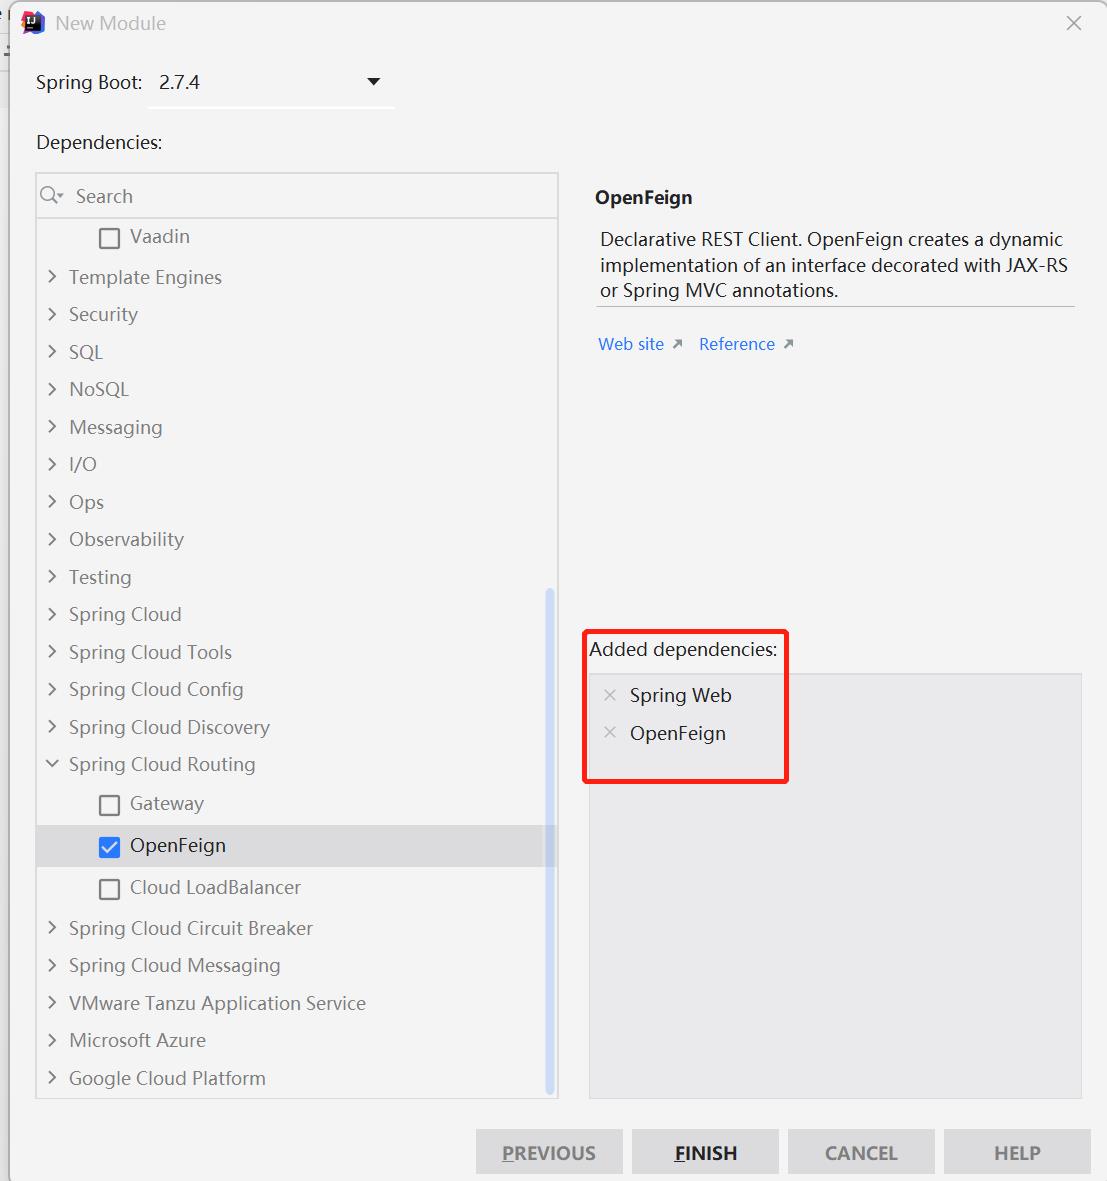 New Module
Spring Boot: 2.7.4
Dependencies:
Search
Vaadin
Template Engines
Security
SQL
NoSQL
Messaging
I/O
Ops
Observability
Testing
Spring Cloud
Spring Cloud Tools
Spring Cloud Config
Spring Cloud Discovery
Spring Cloud Routing
Gateway
OpenFeign
Cloud LoadBalancer
Spring Cloud Circuit Breaker
Spring Cloud Messaging
VMware Tanzu Application Service
Microsoft Azure
Google Cloud Platform
OpenFeign
Declarative REST Client. OpenFeign creates a dynamic
implementation of an interface decorated with JAX-RS
or Spring MVC annotations.
Web site Reference
Added dependencies:
Spring Web
OpenFeign
PREVIOUS FINISH CANCEL HELP